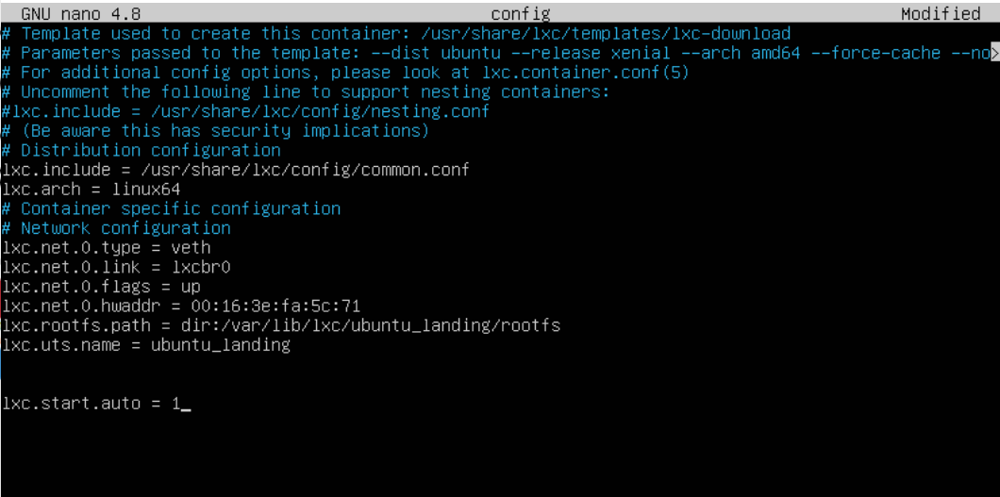 GNU nano 4.8 config Modified
# Template used to create this container: /usr/share/lxc/templates/lxc-download
# Parameters passed to the template: --dist ubuntu --release xenial --arch amd64 --force-cache --no>
# For additional config options, please look at lxc.container.conf(5)
# Uncomment the following line to support nesting containers:
#lxc.include = /usr/share/lxc/config/nesting.conf
# (Be aware this has security implications)
# Distribution configuration
lxc.include = /usr/share/lxc/config/common.conf
lxc.arch = linux64
# Container specific configuration
# Network configuration
lxc.net.0.type = veth
lxc.net.0.link = lxcbr0
lxc.net.0.flags = up
lxc.net.0.hwaddr = 00:16:3e:fa:5c:71
lxc.rootfs.path = dir:/var/lib/lxc/ubuntu_landing/rootfs
lxc.uts.name = ubuntu_landing
lxc.start.auto = 1_